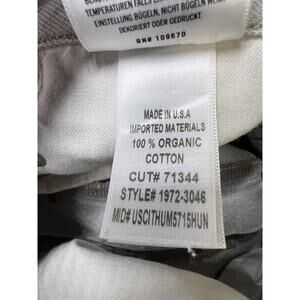 TEMPERATUREN FALLS
EINSTELLUNG BÜGELN, NICHT BÜGELN WENN
DEKORIERT ODER GEDRUCKT.
RN# 109670
MADE IN U.S.A
IMPORTED MATERIALS
100 % ORGANIC
COTTON
CUT# 71344
STYLE# 1972-3046
MID# USCITHUM5715HUN